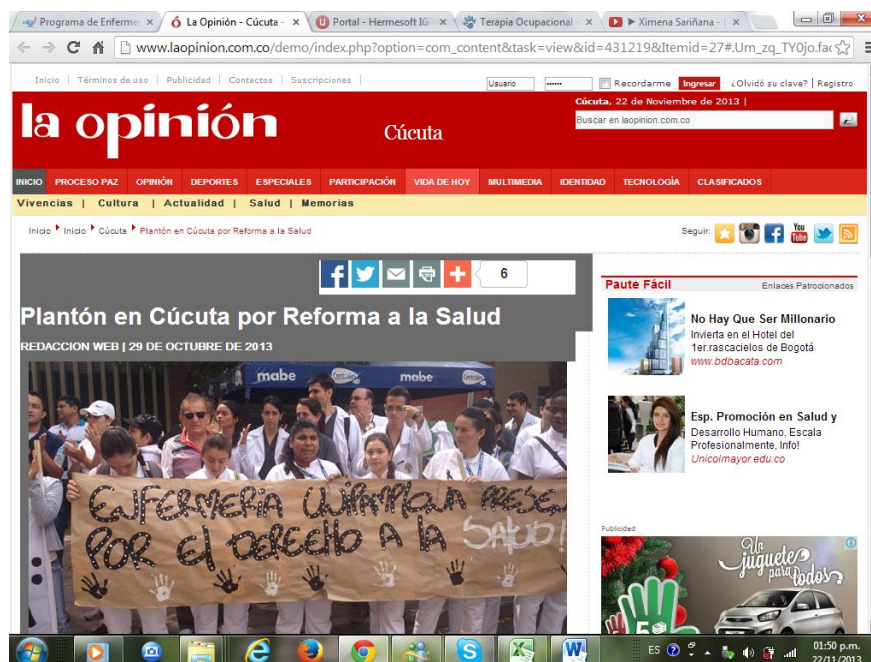 Programa de Enferme
La Opinión - Cúcuta -
Portal - Hermesoft IG
Terapia Ocupacional
Ximena Sariñana -
www.laopinion.com.co/demo/index.php?option=com_content&task=view&id=431219&Itemid=27#.Um_zq_TY0jo.fac
Inicio | Términos de uso | Publicidad | Contactos | Suscripciones |
Usuario
Recordarme
Ingresar
¿Olvidó su clave? | Registro
la opinión
Cúcuta
Cúcuta, 22 de Noviembre de 2013 |
Buscar en laopinion.com.co
INICIO PROCESO PAZ OPINIÓN DEPORTES ESPECIALES PARTICIPACIÓN VIDA DE HOY MULTIMEDIA IDENTIDAD TECNOLOGÍA CLASIFICADOS
Vivencias | Cultura | Actualidad | Salud | Memorias
Inicio Inicio Cúcuta Plantón en Cúcuta por Reforma a la Salud
Seguir:
You
Tube
6
Plantón en Cúcuta por Reforma a la Salud
REDACCION WEB | 29 DE OCTUBRE DE 2013
mabe Centrales mabe
ENFERMERIA UNIPAMPLONA PRESE
POR El DERECHO A lA SAlUD!
Paute Fácil
Enlaces Patrocinados
No Hay Que Ser Millonario
Invierta en el Hotel del
1er.rascacielos de Bogotá
www.bdbacata.com
Esp. Promoción en Salud y
Desarrollo Humano, Escala
Profesionalmente, Info!
Unicolmayor.edu.co
Publicidad
Un
juguete
para todos
5
ES
01:50 p.m.
22/11/2013